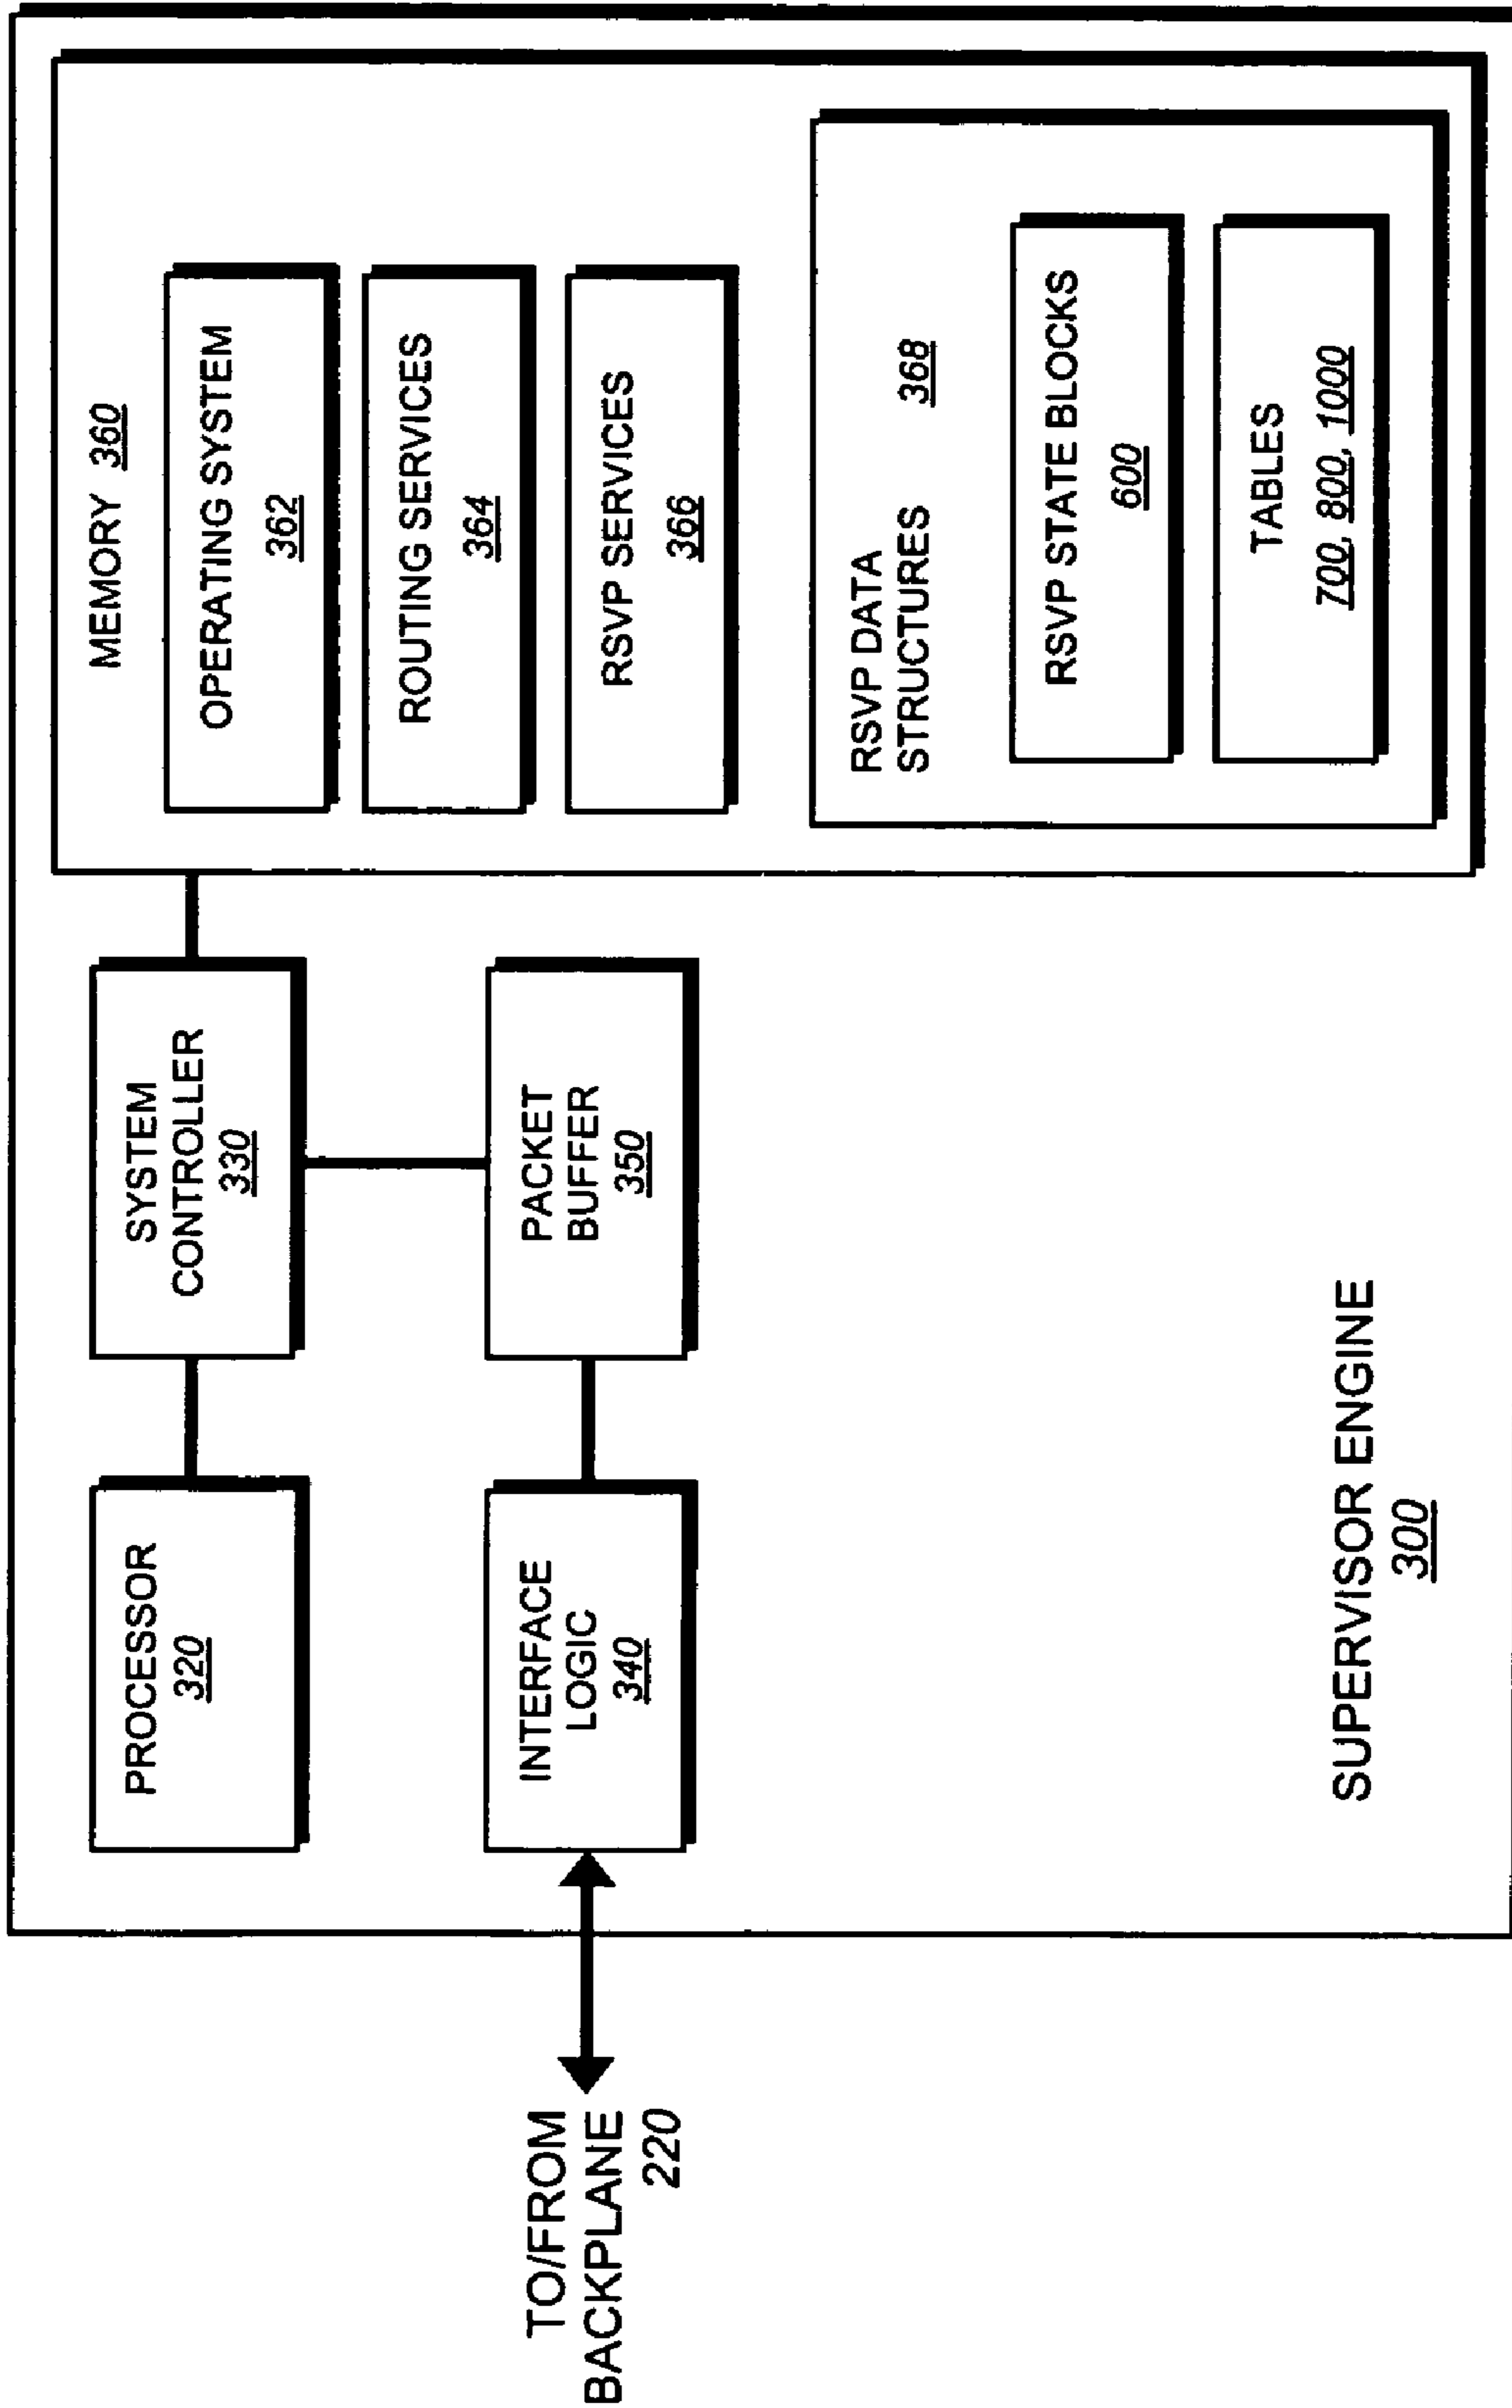 MEMORY 360
OPERATING SYSTEM
362
ROUTING SERVICES
364
RSVP SERVICES
366
RSVP DATA
STRUCTURES
368
RSVP STATE BLOCKS
600
TABLES
700, 800, 1000
SYSTEM
CONTROLLER
330
PACKET
BUFFER
350
PROCESSOR
320
INTERFACE
LOGIC
340
SUPERVISOR ENGINE
300
TO/FROM
BACKPLANE
220